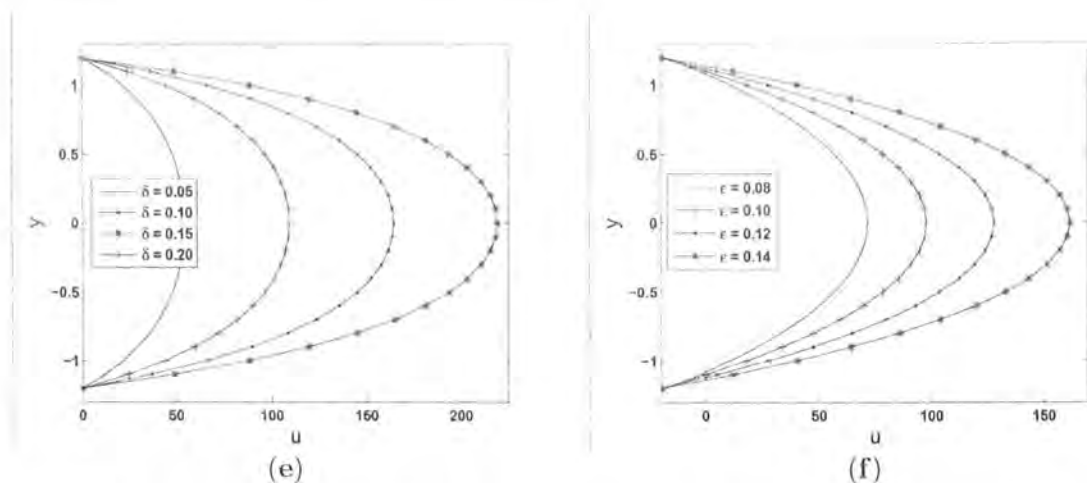 1
0.5
0
−0.5
−1
y
δ = 0.05
δ = 0.10
δ = 0.15
δ = 0.20
0
50
100
150
200
u
(e)
1
0.5
0
−0.5
−1
y
ε = 0.08
ε = 0.10
ε = 0.12
ε = 0.14
0
50
100
150
u
(f)